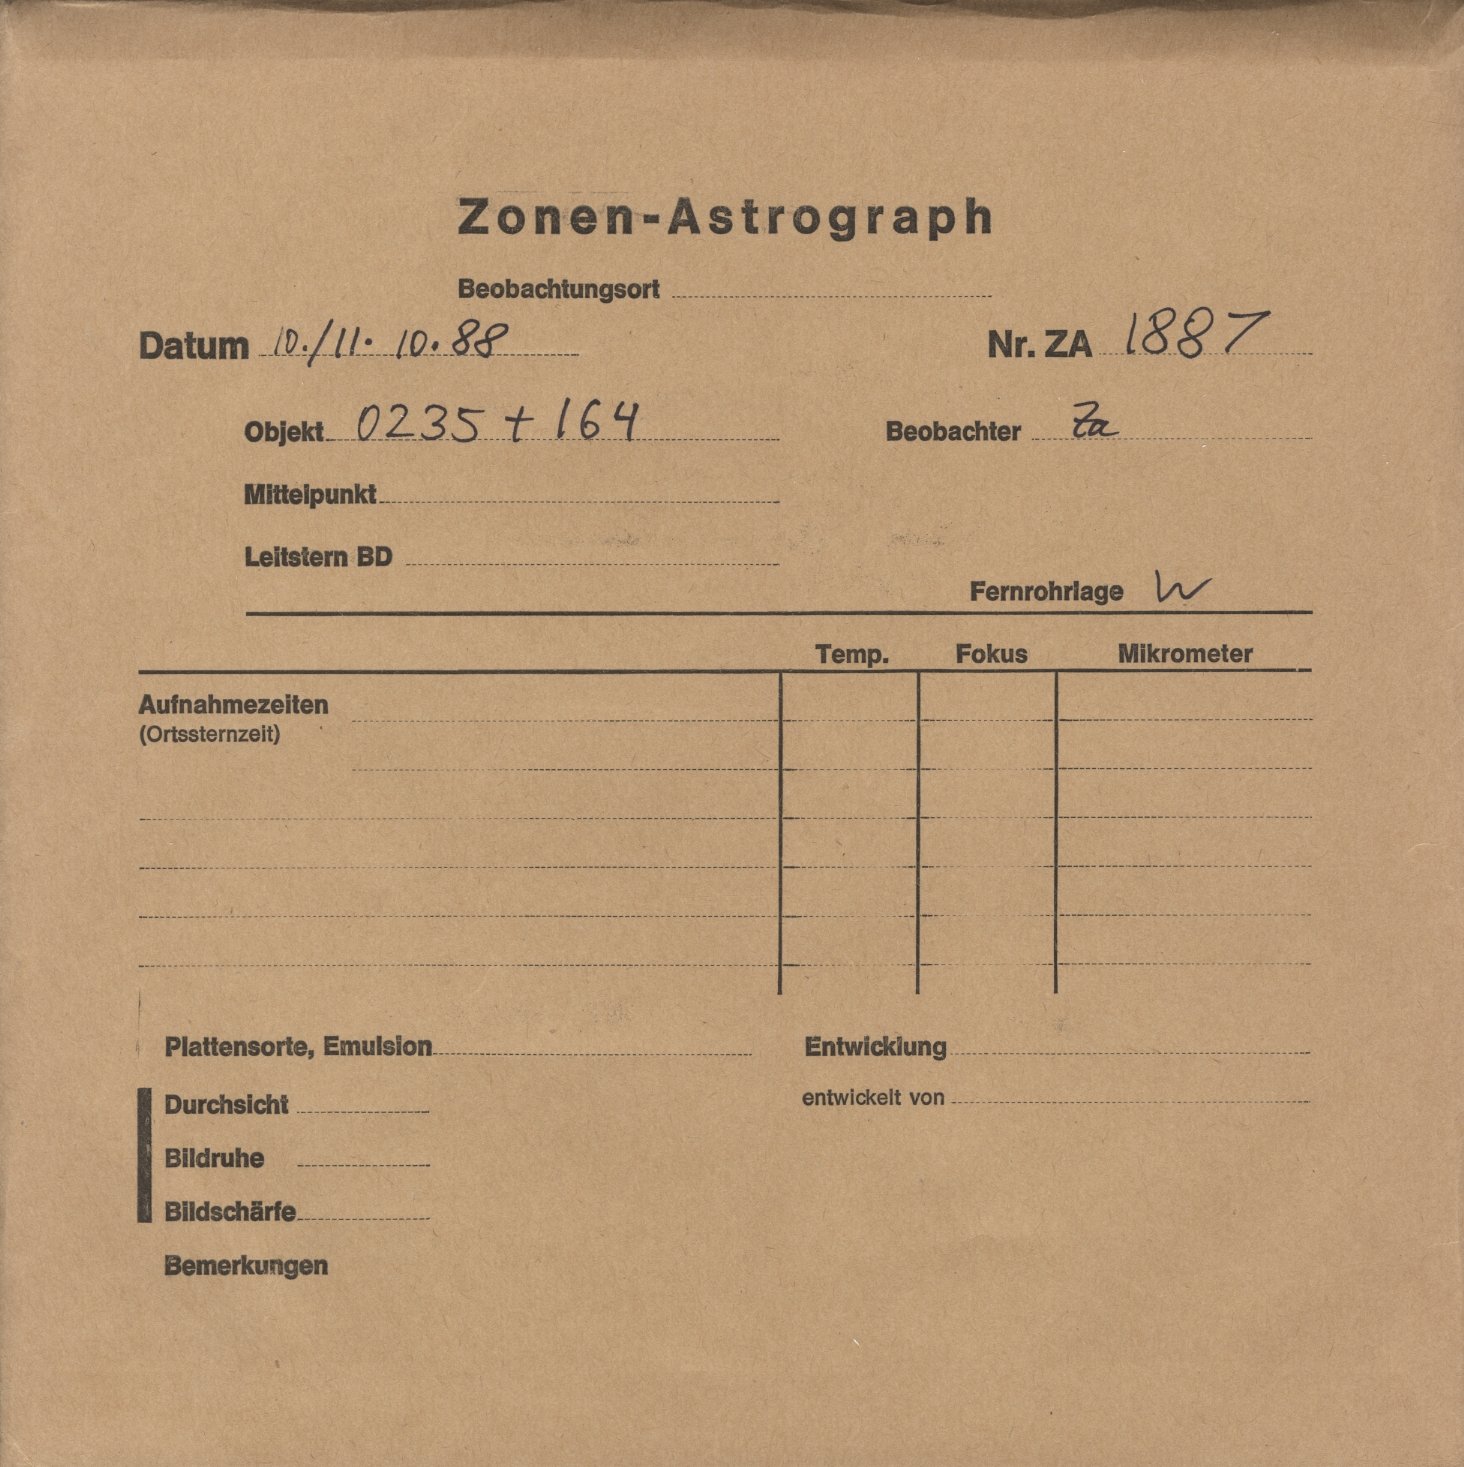 Zonen-Astrograph
Beobachtungsort
Datum 10./11. 10.88 Nr. ZA 1887
Objekt 0235 + 164 Beobachter Za
Mittelpunkt
Leitstern BD
Fernrohrlage W
Temp. Fokus Mikrometer
Aufnahmezeiten
(Ortssternzeit)
Plattensorte, Emulsion Entwicklung
Durchsicht entwickelt von
Bildruhe
Bildschärfe
Bemerkungen